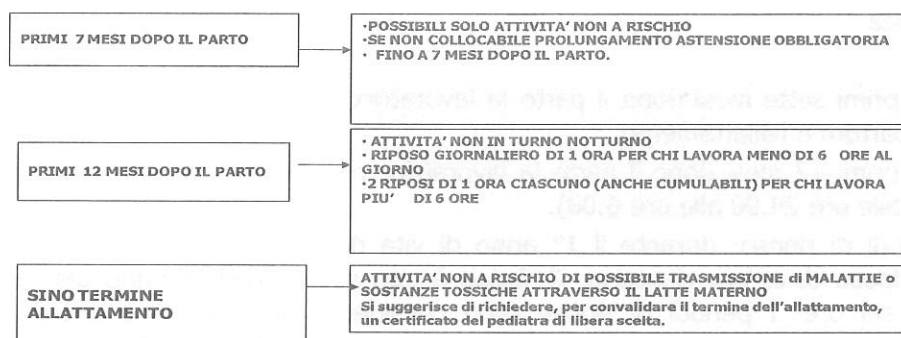 PRIMI 7 MESI DOPO IL PARTO
·POSSIBILI SOLO ATTIVITA' NON A RISCHIO
·SE NON COLLOCABILE PROLUNGAMENTO ASTENSIONE OBBLIGATORIA
· FINO A 7 MESI DOPO IL PARTO.
PRIMI 12 MESI DOPO IL PARTO
· ATTIVITA' NON IN TURNO NOTTURNO
· RIPOSO GIORNALIERO DI 1 ORA PER CHI LAVORA MENO DI 6 ORE AL
GIORNO
·2 RIPOSI DI 1 ORA CIASCUNO (ANCHE CUMULABILI) PER CHI LAVORA
PIU' DI 6 ORE
SINO TERMINE
ALLATTAMENTO
ATTIVITA' NON A RISCHIO DI POSSIBILE TRASMISSIONE di MALATTIE o
SOSTANZE TOSSICHE ATTRAVERSO IL LATTE MATERNO
Si suggerisce di richiedere, per convalidare il termine dell'allattamento,
un certificato del pediatra di libera scelta.